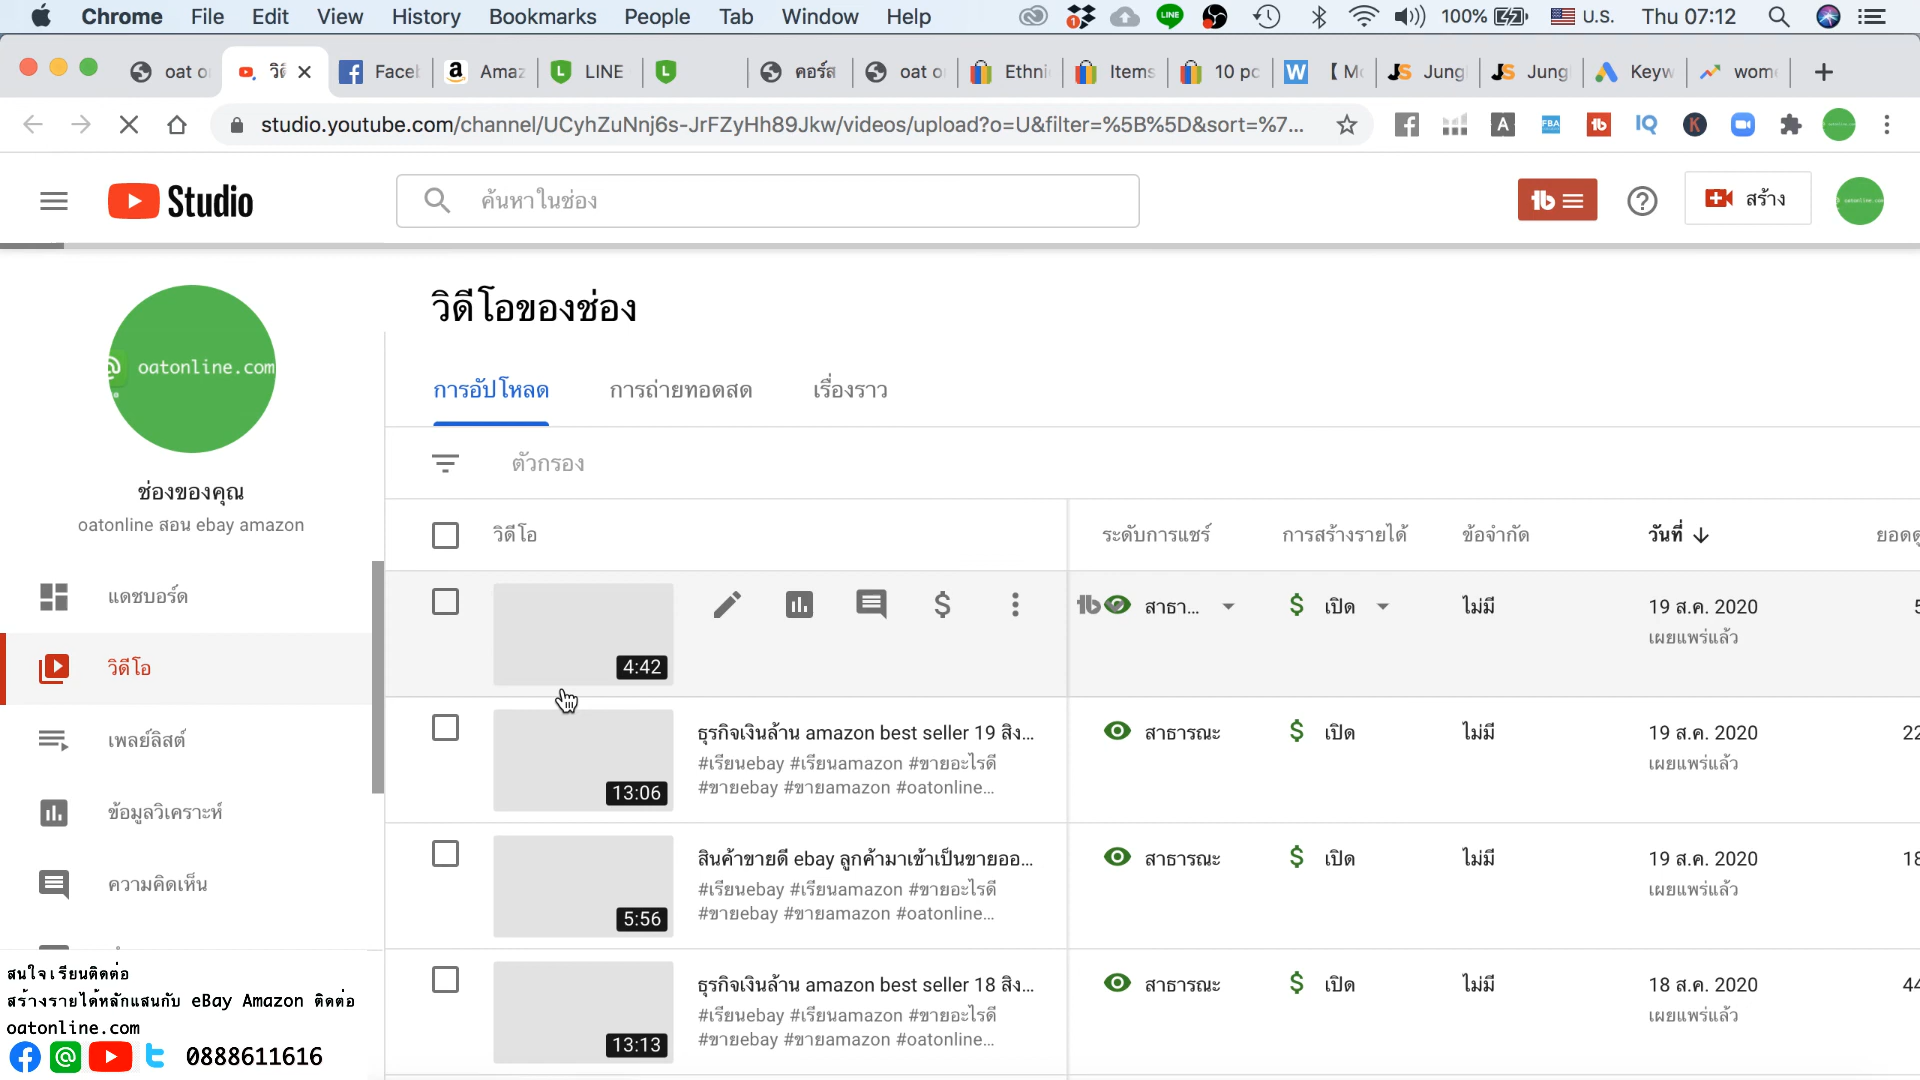 Chrome File Edit View History Bookmarks People Tab Window Help 100% U.S. Thu 07:12
oat o วิดี Face Amaz LINE คอร์ส oat o Ethni Items 10 pc 【 M Jung Jung Keyw wom
studio.youtube.com/channel/UCyhZuNnj6s-JrFZyHh89Jkw/videos/upload?o=U&filter=%5B%5D&sort=%7...
Studio
ค้นหาในช่อง
สร้าง
@ oatonline.com
ช่องของคุณ
oatonline สอน ebay amazon
แดชบอร์ด
วิดีโอ
เพลย์ลิสต์
ข้อมูลวิเคราะห์
ความคิดเห็น
วิดีโอของช่อง
การอัปโหลด การถ่ายทอดสด เรื่องราว
ตัวกรอง
วิดีโอ ระดับการแชร์ การสร้างรายได้ ข้อจำกัด วันที่ ยอดดู
4:42 สาธา... เปิด ไม่มี 19 ส.ค. 2020
เผยแพร่แล้ว
ธุรกิจเงินล้าน amazon best seller 19 สิง... สาธารณะ เปิด ไม่มี 19 ส.ค. 2020 22
#เรียนebay #เรียนamazon #ขายอะไรดี เผยแพร่แล้ว
#ขายebay #ขายamazon #oatonline...
13:06
สินค้าขายดี ebay ลูกค้ามาเข้าเป็นขายออ... สาธารณะ เปิด ไม่มี 19 ส.ค. 2020 18
#เรียนebay #เรียนamazon #ขายอะไรดี เผยแพร่แล้ว
#ขายebay #ขายamazon #oatonline...
5:56
ธุรกิจเงินล้าน amazon best seller 18 สิง... สาธารณะ เปิด ไม่มี 18 ส.ค. 2020 44
#เรียนebay #เรียนamazon #ขายอะไรดี เผยแพร่แล้ว
#ขายebay #ขายamazon #oatonline...
13:13
สนใจเรียนติดต่อ
สร้างรายได้หลักแสนกับ eBay Amazon ติดต่อ
oatonline.com
0888611616